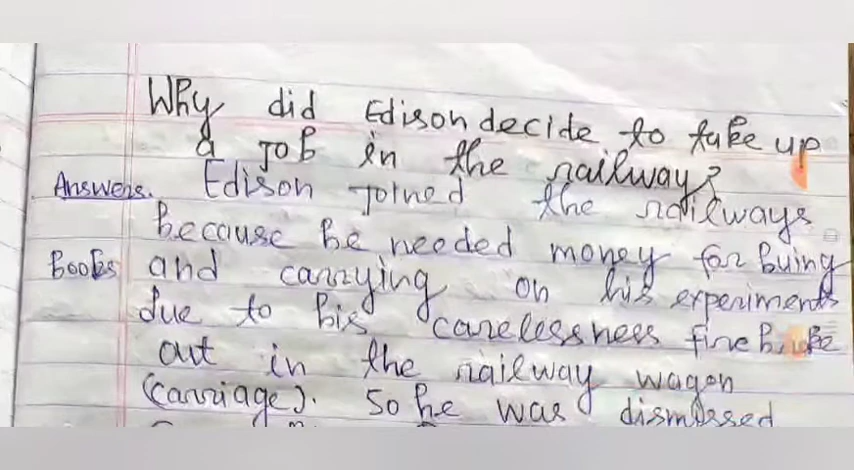 Why did Edison decide to take up
a Job in the railway?
Answers. Edison Joined the railways
because he needed money for buing
Books and carrying on his experiments
due to his carelessness fire broke
out in the railway wagon
(carriage). So he was dismissed